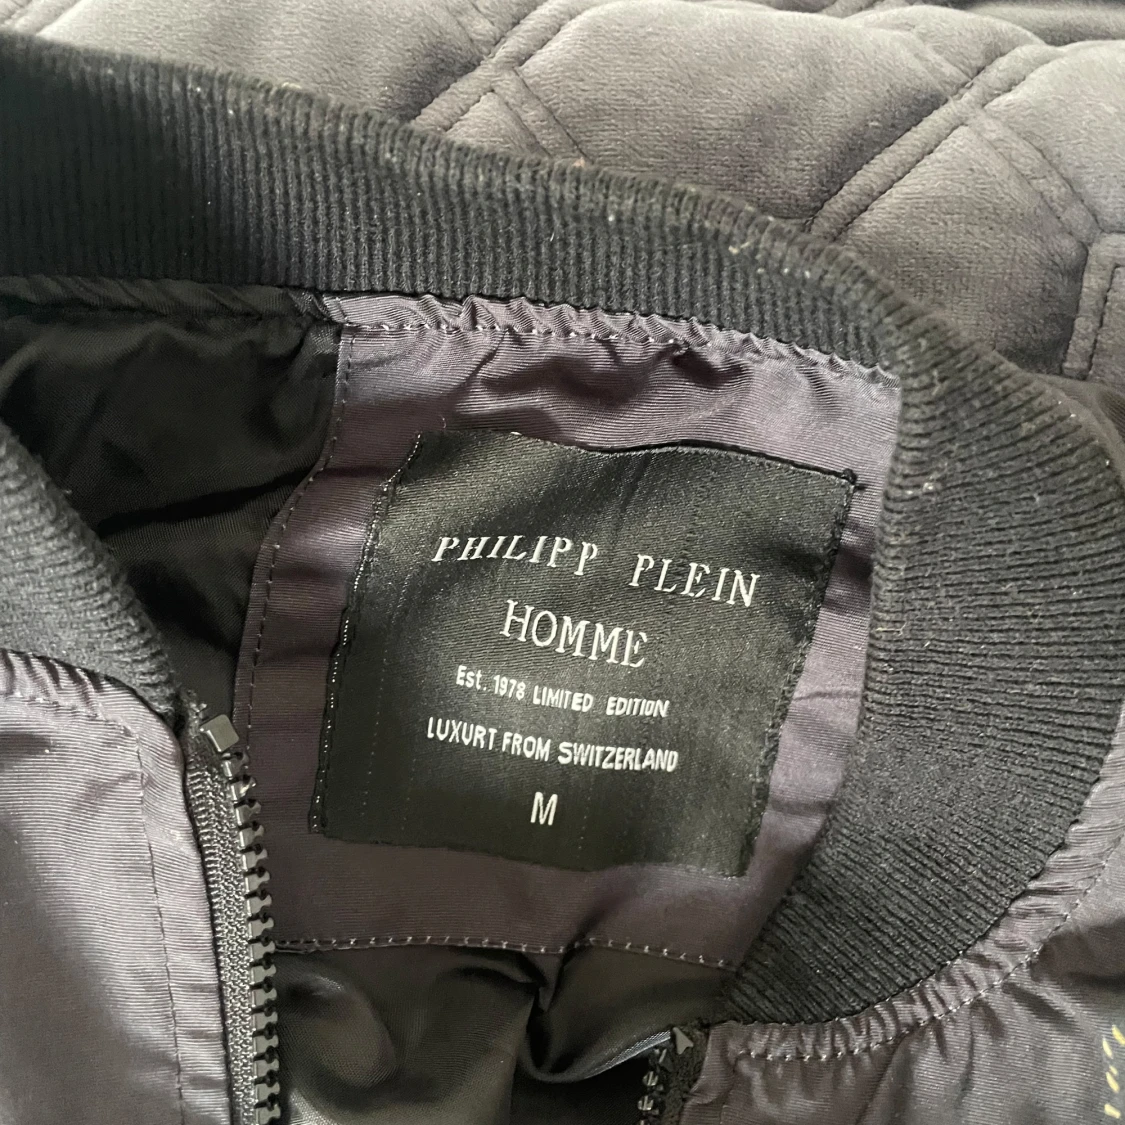 PHILIPP PLEIN
HOMME
Est. 1978 LIMITED EDITION
LUXURT FROM SWITZERLAND
M